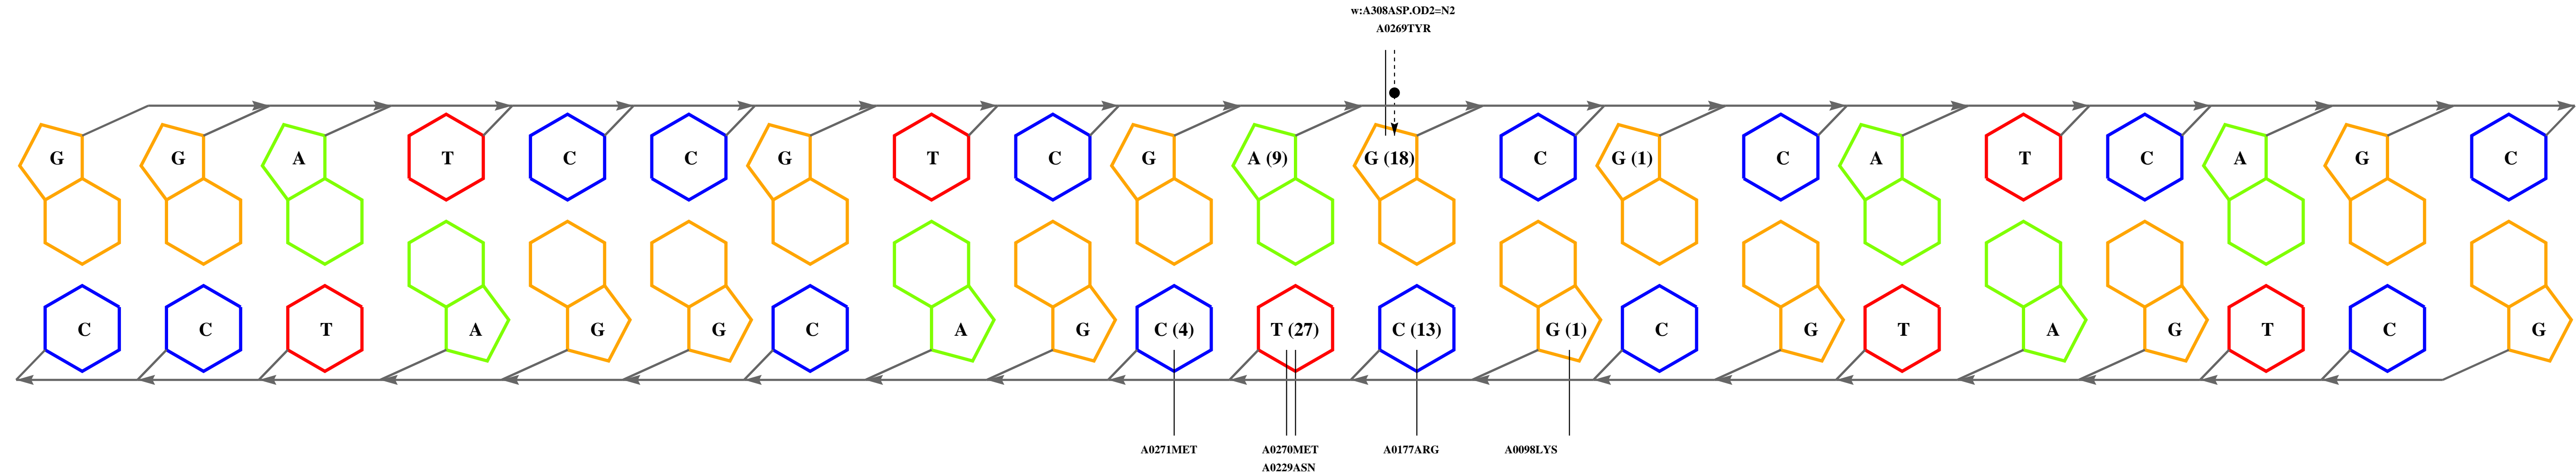 w:A308ASP.OD2=N2
A0269TYR
G G A T C C G T C G A (9) G (18) C G (1) C A T C A G C
C C T A G G C A G C (4) T (27) C (13) G (1) C G T A G T C G
A0271MET A0270MET A0177ARG A0098LYS
A0229ASN